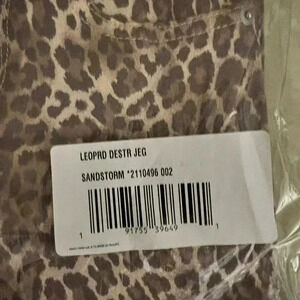 LEOPRD DESTR JEG
SANDSTORM *2110496 002
1 91755 39649 1